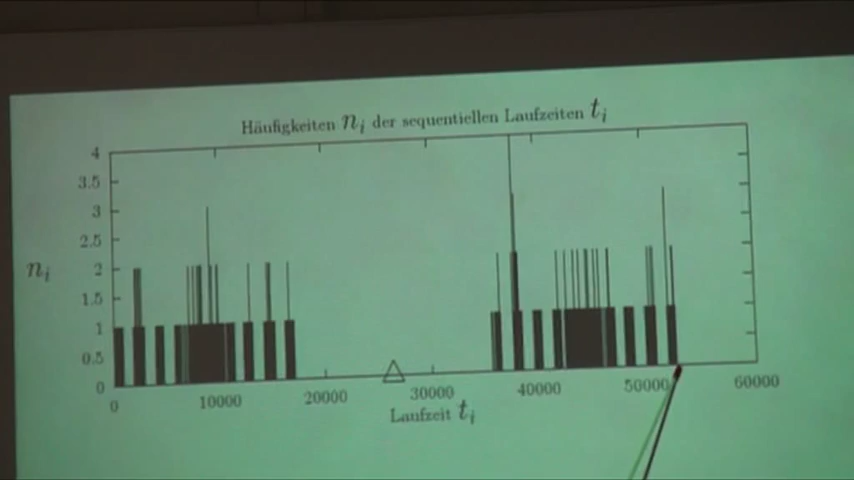 Häufigkeiten n_i der sequentiellen Laufzeiten t_i
4
3.5
3
2.5
n_i 2
1.5
1
0.5
0
0 10000 20000 30000 40000 50000 60000
Laufzeit t_i